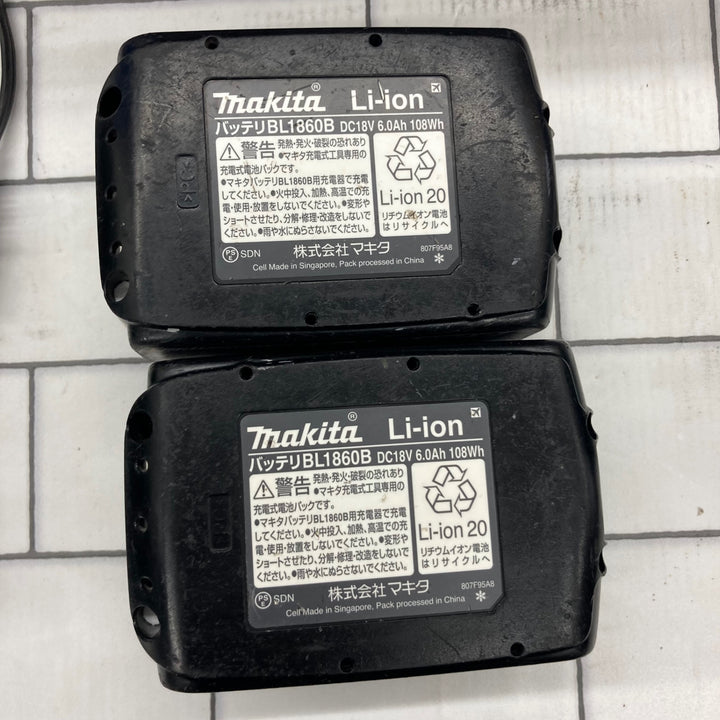 makita® Li-ion
バッテリBL1860B DC18V 6.0Ah 108Wh
警告 発熱・発火・破裂の恐れあり
●マキタ充電式工具専用の
充電式電池パックです。
●マキタバッテリBL1860B用充電器で充電
してください。●火中投入、加熱、高温での充
電・使用・放置をしないでください。●変形や
ショートさせたり、分解・修理・改造をしないで
ください。●雨や水にぬらさないでください。
Li-ion 20
リチウムイオン電池
はリサイクルへ
PS E SDN 株式会社マキタ 807F95A8
Cell Made in Singapore, Pack processed in China *
makita® Li-ion
バッテリBL1860B DC18V 6.0Ah 108Wh
警告 発熱・発火・破裂の恐れあり
●マキタ充電式工具専用の
充電式電池パックです。
●マキタバッテリBL1860B用充電器で充電
してください。●火中投入、加熱、高温での充
電・使用・放置をしないでください。●変形や
ショートさせたり、分解・修理・改造をしないで
ください。●雨や水にぬらさないでください。
Li-ion 20
リチウムイオン電池
はリサイクルへ
PS E SDN 株式会社マキタ 807F95A8
Cell Made in Singapore, Pack processed in China *